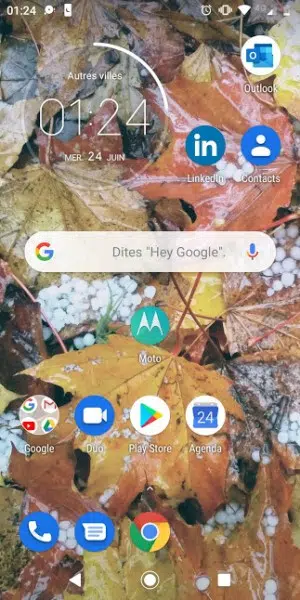 01:24
4G
Autres villes
01:24
MER. 24 JUIN
Outlook
LinkedIn
Contacts
G Dites "Hey Google".
Moto
24
Google
Duo
Play Store
Agenda